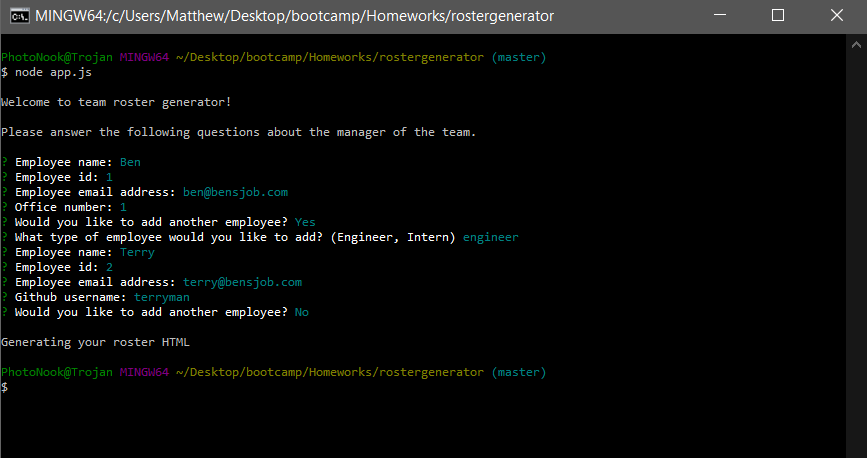 MINGW64:/c/Users/Matthew/Desktop/bootcamp/Homeworks/rostergenerator
PhotoNook@Trojan MINGW64 ~/Desktop/bootcamp/Homeworks/rostergenerator (master)
$ node app.js
Welcome to team roster generator!
Please answer the following questions about the manager of the team.
? Employee name: Ben
? Employee id: 1
? Employee email address: ben@bensjob.com
? Office number: 1
? Would you like to add another employee? Yes
? What type of employee would you like to add? (Engineer, Intern) engineer
? Employee name: Terry
? Employee id: 2
? Employee email address: terry@bensjob.com
? Github username: terryman
? Would you like to add another employee? No
Generating your roster HTML
PhotoNook@Trojan MINGW64 ~/Desktop/bootcamp/Homeworks/rostergenerator (master)
$